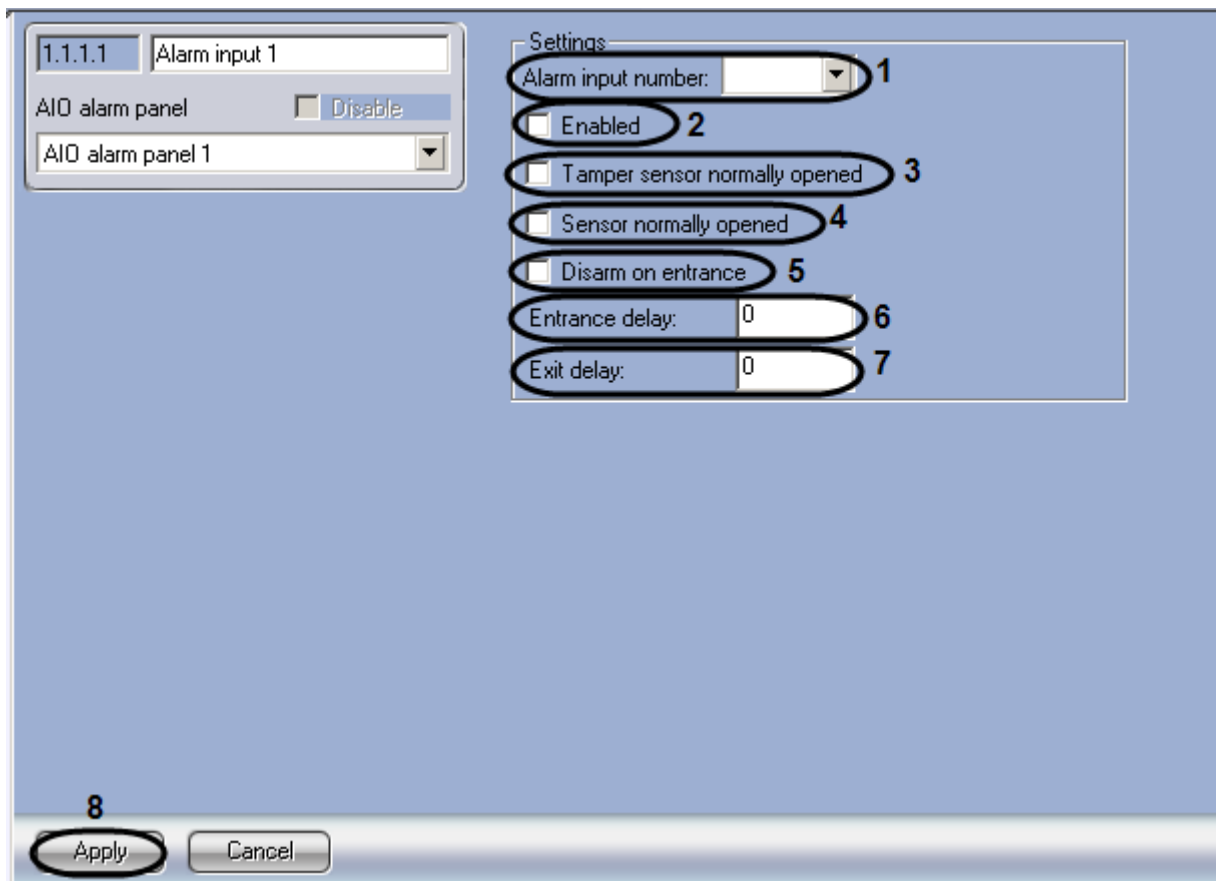 1.1.1.1 Alarm input 1
AIO alarm panel Disable
AIO alarm panel 1
Settings
Alarm input number: 1
Enabled 2
Tamper sensor normally opened 3
Sensor normally opened 4
Disarm on entrance 5
Entrance delay: 0 6
Exit delay: 0 7
8
Apply Cancel